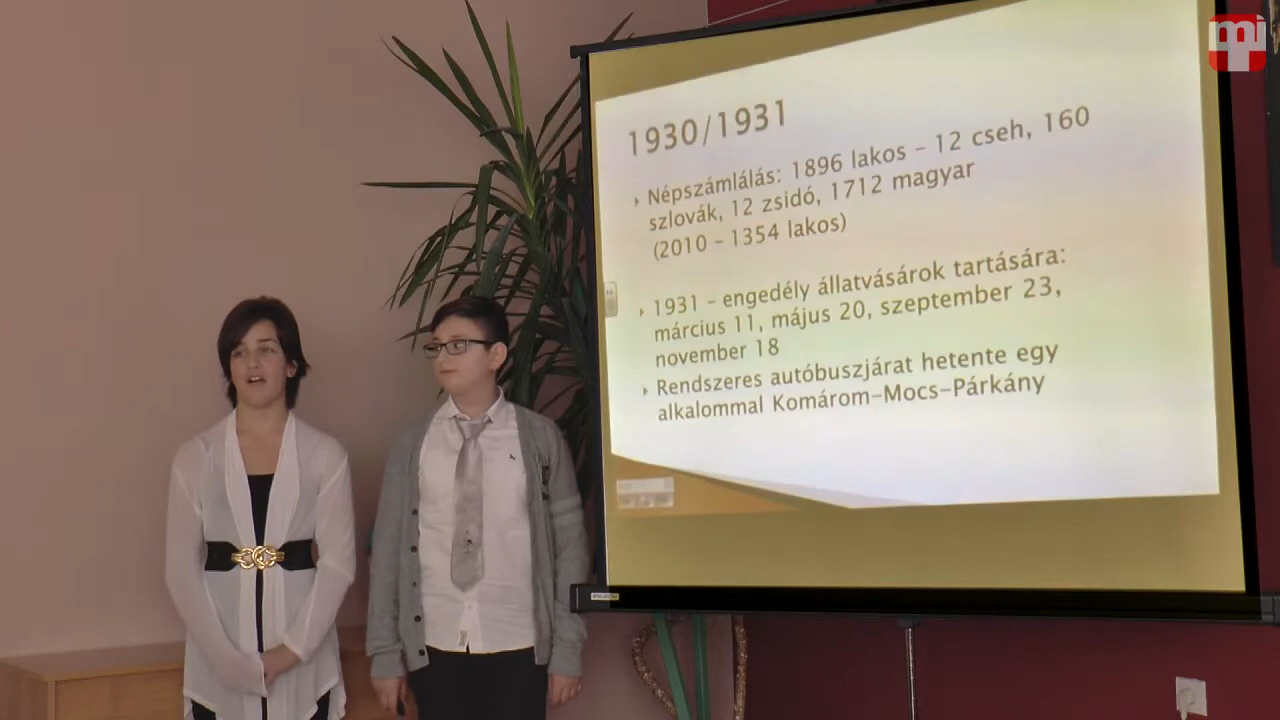 1930/1931
Népszámlálás: 1896 lakos – 12 cseh, 160
szlovák, 12 zsidó, 1712 magyar
(2010 – 1354 lakos)
1931 – engedély állatvásárok tartására:
március 11, május 20, szeptember 23,
november 18
Rendszeres autóbuszjárat hetente egy
alkalommal Komárom-Mocs-Párkány
mi